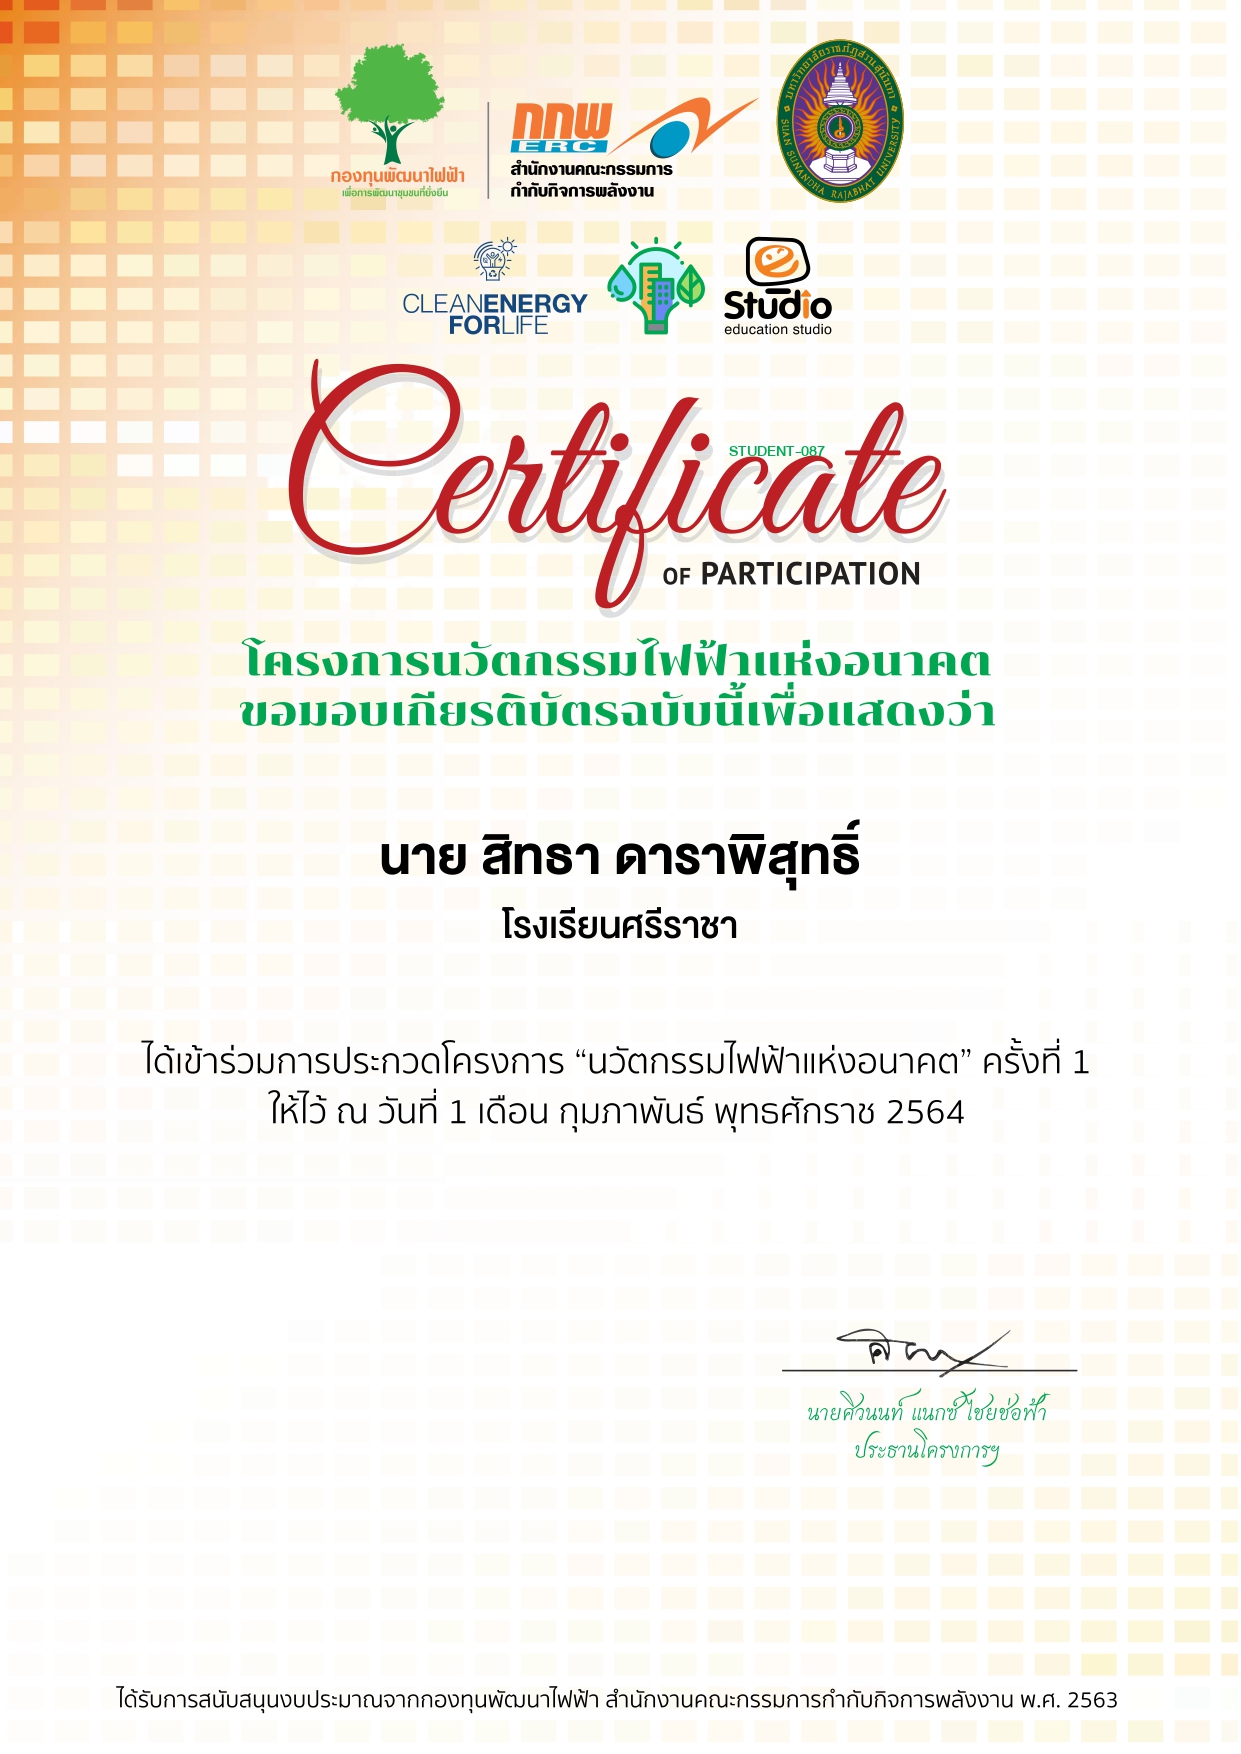 กองทุนพัฒนาไฟฟ้า
เพื่อการพัฒนาชุมชนที่ยั่งยืน
กกพ
ERC
สำนักงานคณะกรรมการ
กำกับกิจการพลังงาน
มหาวิทยาลัยราชภัฏสวนสุนันทา
SUAN SUNANDHA RAJABHAT UNIVERSITY
CLEANENERGY
FORLIFE
e
Studio
education studio
STUDENT-087
Certificate
OF PARTICIPATION
โครงการนวัตกรรมไฟฟ้าแห่งอนาคต
ขอมอบเกียรติบัตรฉบับนี้เพื่อแสดงว่า
นาย สิทธา ดาราพิสุทธิ์
โรงเรียนศรีราชา
ได้เข้าร่วมการประกวดโครงการ “นวัตกรรมไฟฟ้าแห่งอนาคต” ครั้งที่ 1
ให้ไว้ ณ วันที่ 1 เดือน กุมภาพันธ์ พุทธศักราช 2564
นายศิวนนท์ แนกซ์ ไชยช่อฟ้า
ประธานโครงการฯ
ได้รับการสนับสนุนงบประมาณจากกองทุนพัฒนาไฟฟ้า สำนักงานคณะกรรมการกำกับกิจการพลังงาน พ.ศ. 2563